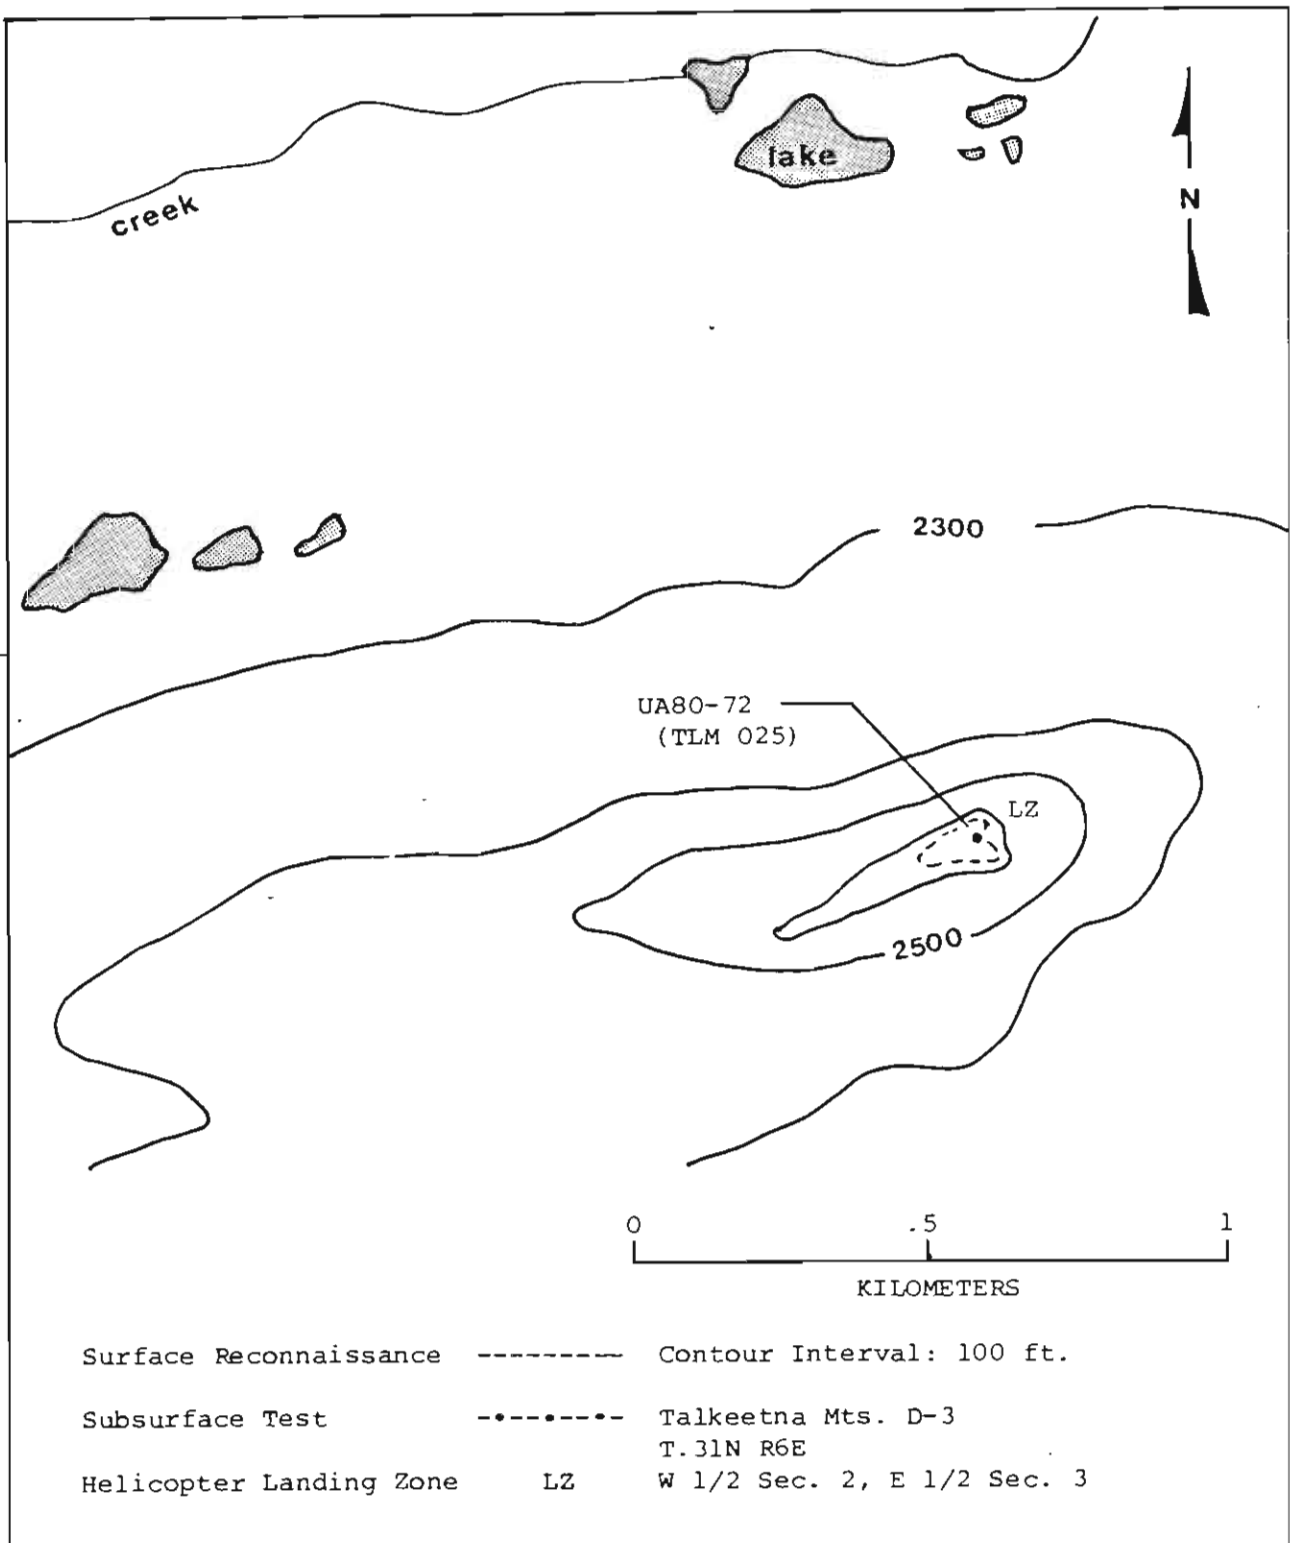 lake
creek
N
2300
UA80-72
(TLM 025)
LZ
2500
0 .5 1
KILOMETERS
Surface Reconnaissance
Contour Interval: 100 ft.
Subsurface Test
Talkeetna Mts. D-3
T.31N R6E
Helicopter Landing Zone LZ
W 1/2 Sec. 2, E 1/2 Sec. 3